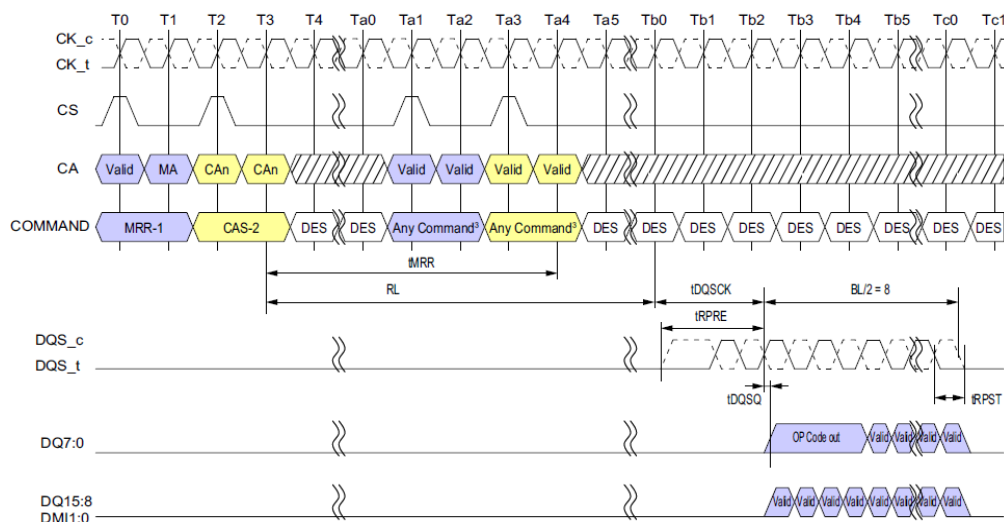 T0 T1 T2 T3 T4 Ta0 Ta1 Ta2 Ta3 Ta4 Ta5 Tb0 Tb1 Tb2 Tb3 Tb4 Tb5 Tc0 Tc1
CK_c
CK_t
CS
CA Valid MA CAn CAn Valid Valid Valid Valid
COMMAND MRR-1 CAS-2 DES DES Any Command³ Any Command³ DES DES DES DES DES DES DES DES
tMRR
RL tDQSCK BL/2 = 8
tRPRE
DQS_c
DQS_t
tDQSQ tRPST
DQ7:0 OP Code out Valid Valid Valid Valid
DQ15:8 Valid Valid Valid Valid Valid Valid Valid Valid
DMI1:0